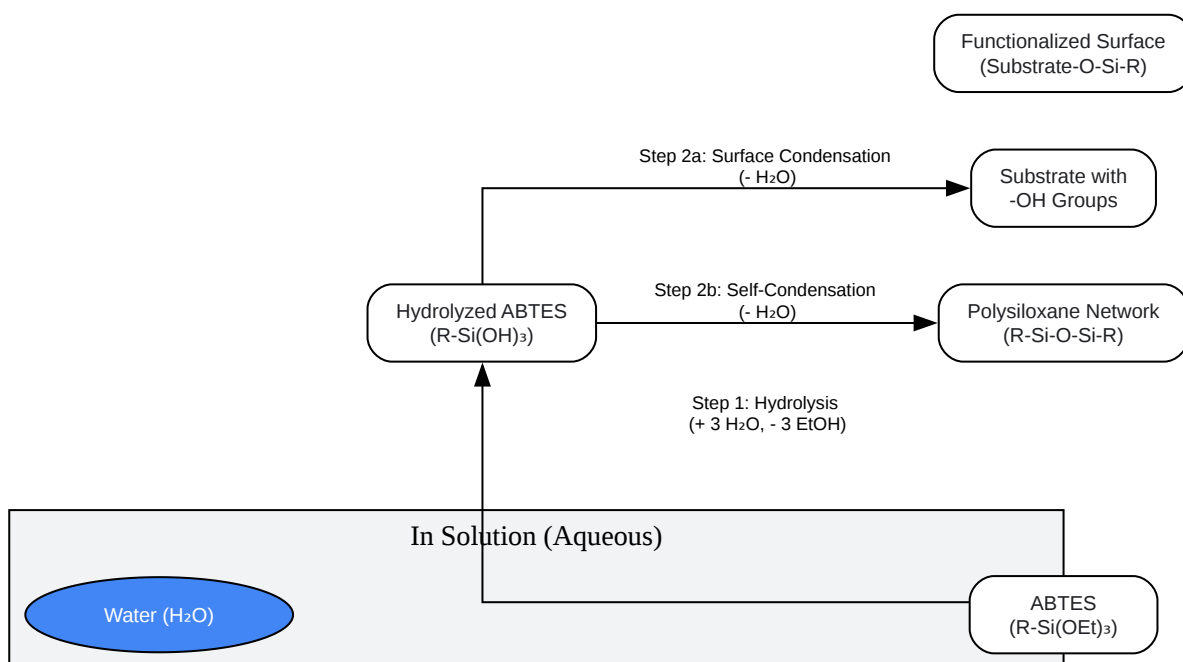 Functionalized Surface
(Substrate-O-Si-R)
Step 2a: Surface Condensation
(- H₂O)
Substrate with
-OH Groups
Hydrolyzed ABTES
(R-Si(OH)₃)
Step 2b: Self-Condensation
(- H₂O)
Polysiloxane Network
(R-Si-O-Si-R)
Step 1: Hydrolysis
(+ 3 H₂O, - 3 EtOH)
In Solution (Aqueous)
Water (H₂O)
ABTES
(R-Si(OEt)₃)